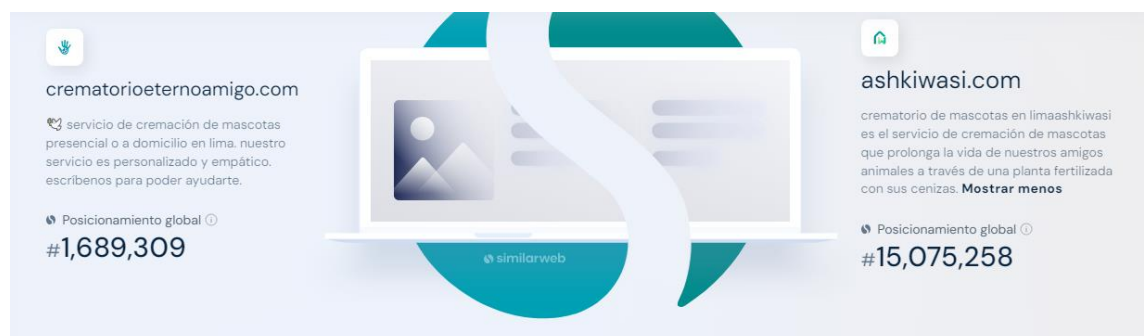 crematorioeternoamigo.com
🕊 servicio de cremación de mascotas
presencial o a domicilio en lima. nuestro
servicio es personalizado y empático.
escríbenos para poder ayudarte.
Posicionamiento global
#1,689,309
similarweb
ashkiwasi.com
crematorio de mascotas en limaashkiwasi
es el servicio de cremación de mascotas
que prolonga la vida de nuestros amigos
animales a través de una planta fertilizada
con sus cenizas. Mostrar menos
Posicionamiento global
#15,075,258